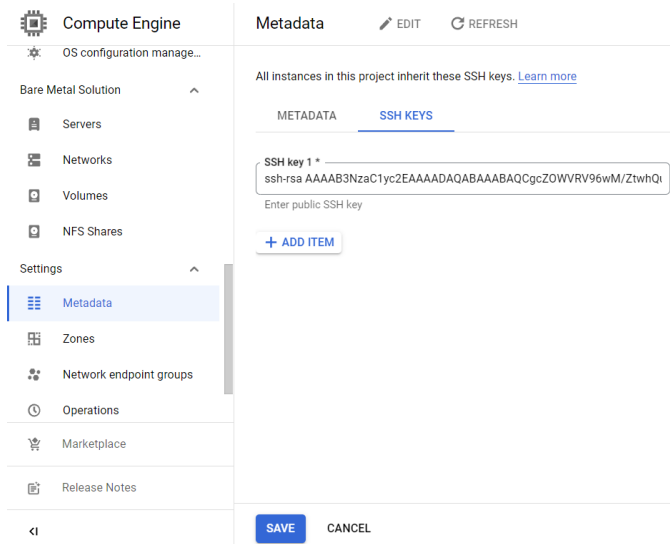 Compute Engine
OS configuration manage...
Bare Metal Solution
Servers
Networks
Volumes
NFS Shares
Settings
Metadata
Zones
Network endpoint groups
Operations
Marketplace
Release Notes
Metadata
EDIT
REFRESH
All instances in this project inherit these SSH keys. Learn more
METADATA
SSH KEYS
SSH key 1 *
ssh-rsa AAAAB3NzaC1yc2EAAAADAQABAAABAQCgcZOWVRV96wM/ZtwhQu
Enter public SSH key
+ ADD ITEM
SAVE
CANCEL